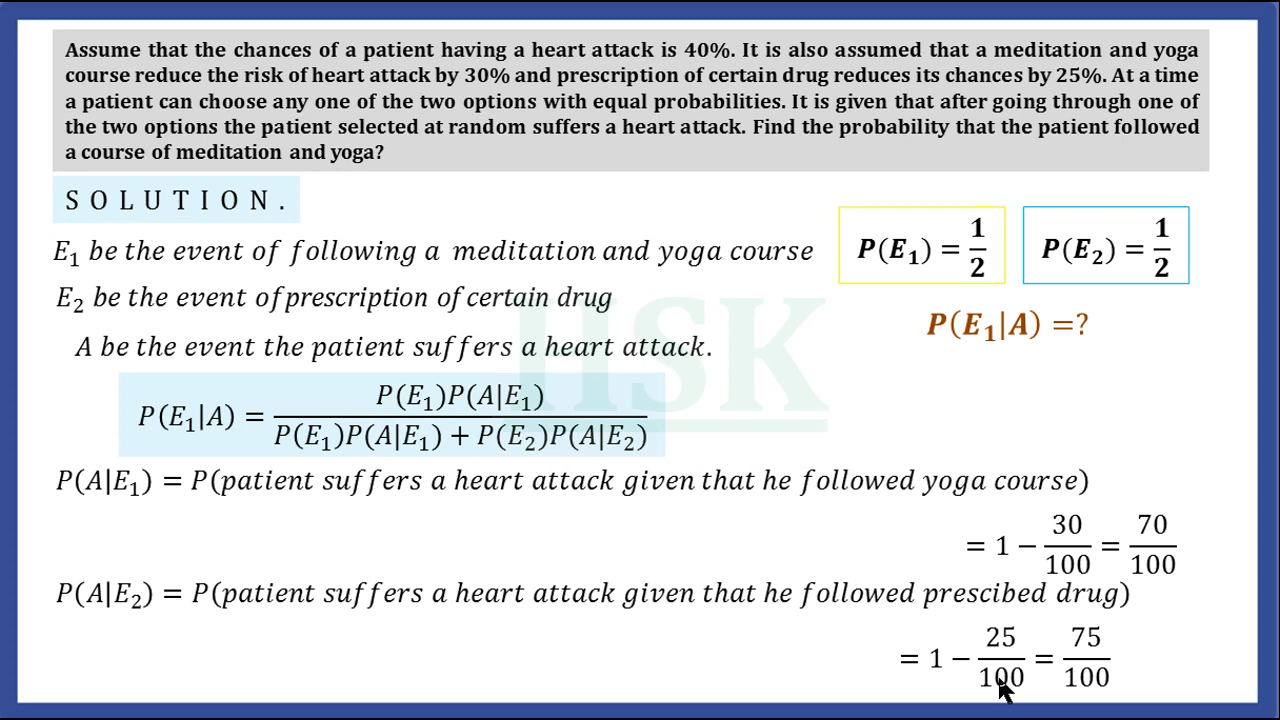 Assume that the chances of a patient having a heart attack is 40%. It is also assumed that a meditation and yoga
course reduce the risk of heart attack by 30% and prescription of certain drug reduces its chances by 25%. At a time
a patient can choose any one of the two options with equal probabilities. It is given that after going through one of
the two options the patient selected at random suffers a heart attack. Find the probability that the patient followed
a course of meditation and yoga?
SOLUTION.
E₁ be the event of following a meditation and yoga course
P(E₁) = 1/2
P(E₂) = 1/2
E₂ be the event of prescription of certain drug
P(E₁|A) =?
A be the event the patient suffers a heart attack.
IISK
P(E₁|A) = P(E₁)P(A|E₁) / P(E₁)P(A|E₁) + P(E₂)P(A|E₂)
P(A|E₁) = P(patient suffers a heart attack given that he followed yoga course)
= 1 − 30/100 = 70/100
P(A|E₂) = P(patient suffers a heart attack given that he followed prescibed drug)
= 1 − 25/100 = 75/100